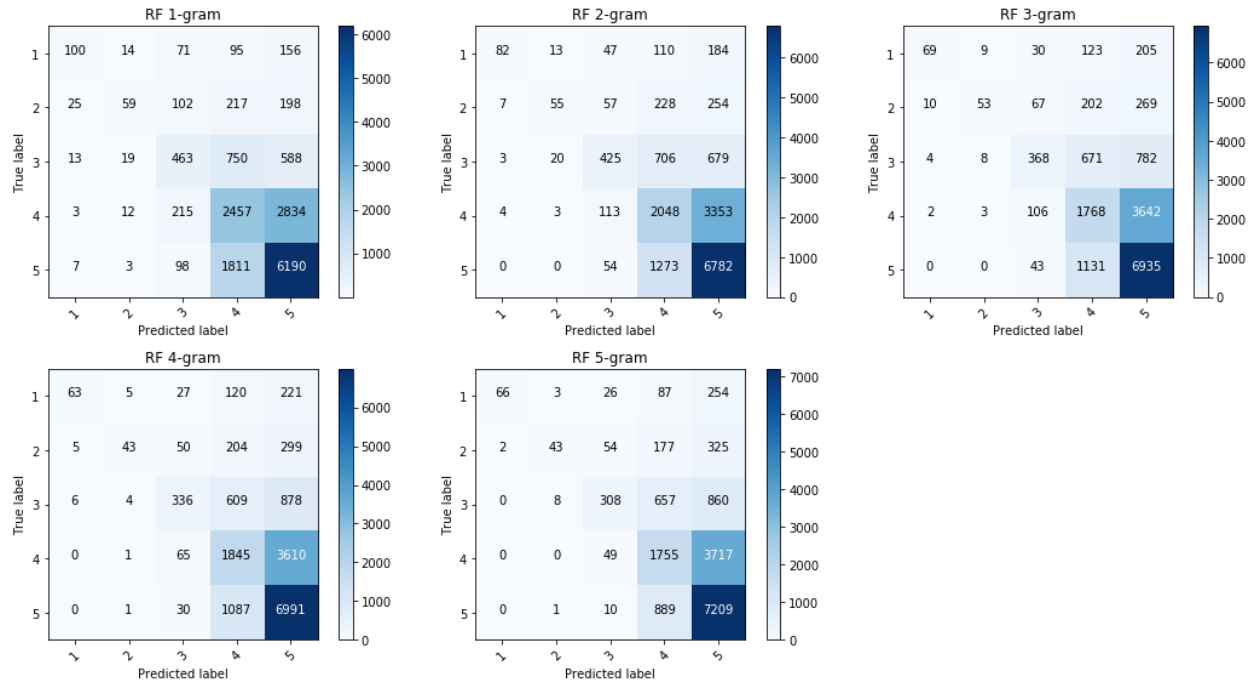 RF 1-gram
1 100 14 71 95 156
2 25 59 102 217 198
3 13 19 463 750 588
4 3 12 215 2457 2834
5 7 3 98 1811 6190
1 2 3 4 5
True label
Predicted label
6000
5000
4000
3000
2000
1000
RF 2-gram
1 82 13 47 110 184
2 7 55 57 228 254
3 3 20 425 706 679
4 4 3 113 2048 3353
5 0 0 54 1273 6782
1 2 3 4 5
True label
Predicted label
6000
5000
4000
3000
2000
1000
0
RF 3-gram
1 69 9 30 123 205
2 10 53 67 202 269
3 4 8 368 671 782
4 2 3 106 1768 3642
5 0 0 43 1131 6935
1 2 3 4 5
True label
Predicted label
6000
5000
4000
3000
2000
1000
0
RF 4-gram
1 63 5 27 120 221
2 5 43 50 204 299
3 6 4 336 609 878
4 0 1 65 1845 3610
5 0 1 30 1087 6991
1 2 3 4 5
True label
Predicted label
6000
5000
4000
3000
2000
1000
0
RF 5-gram
1 66 3 26 87 254
2 2 43 54 177 325
3 0 8 308 657 860
4 0 0 49 1755 3717
5 0 1 10 889 7209
1 2 3 4 5
True label
Predicted label
7000
6000
5000
4000
3000
2000
1000
0